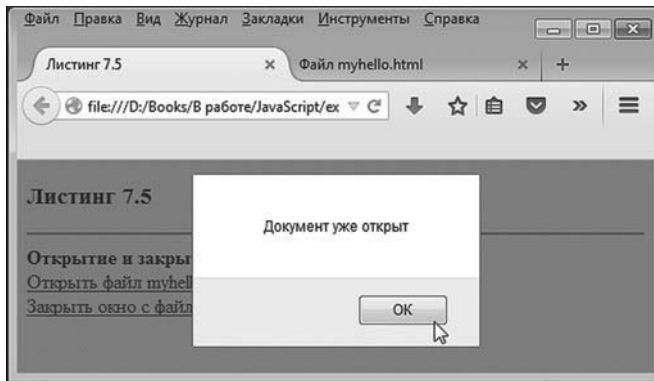 Файл Правка Вид Журнал Закладки Инструменты Справка
Листинг 7.5
Файл myhello.html
file:///D:/Books/В работе/JavaScript/ex
Листинг 7.5
Документ уже открыт
Открытие и закры
Открыть файл myhell
Закрыть окно с файл
OK